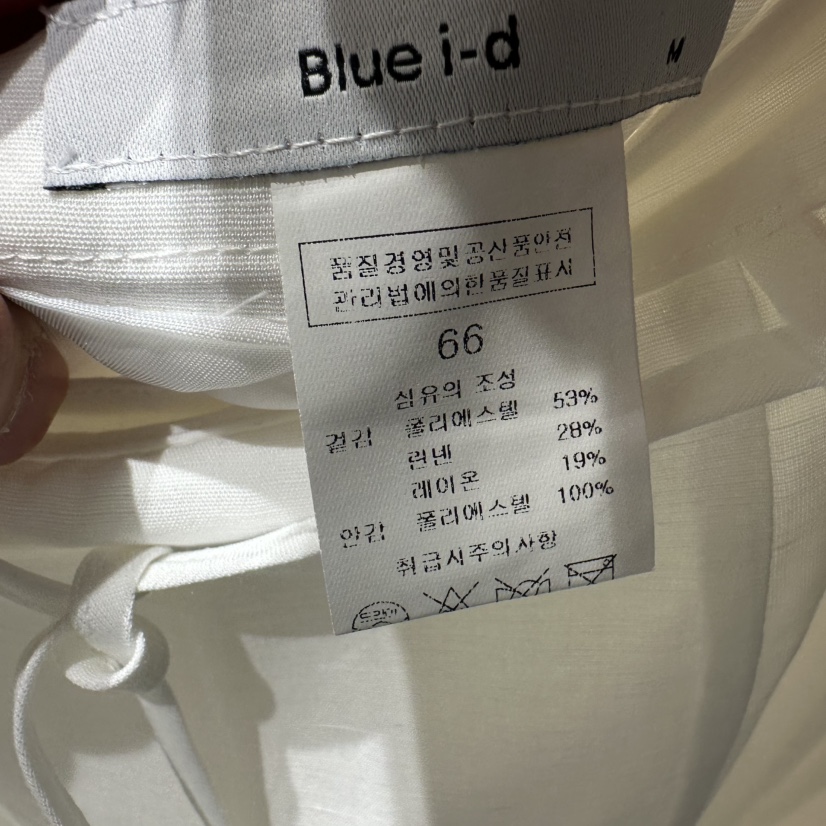 Blue i-d
M
품질경영및공산품안전
관리법에의한품질표시
66
섬유의 조성
겉감 폴리에스텔 53%
린넨 28%
레이온 19%
안감 폴리에스텔 100%
취급시주의사항
드라이